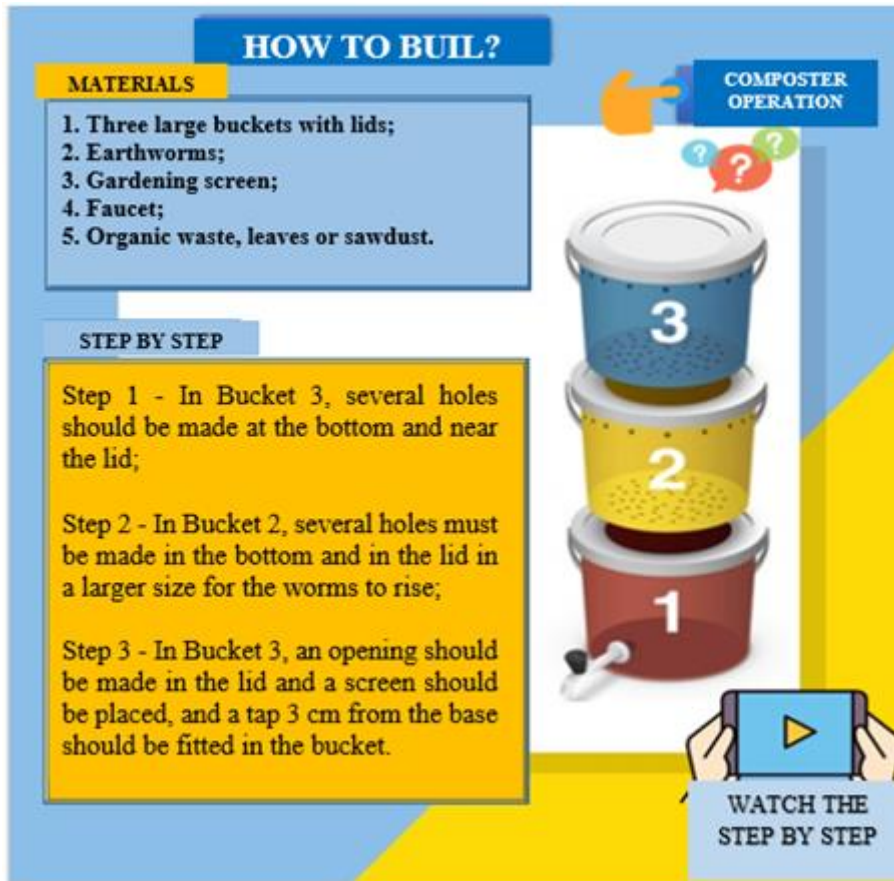 HOW TO BUIL?
MATERIALS
1. Three large buckets with lids;
2. Earthworms;
3. Gardening screen;
4. Faucet;
5. Organic waste, leaves or sawdust.
COMPOSTER
OPERATION
? ? ?
3
2
1
STEP BY STEP
Step 1 - In Bucket 3, several holes
should be made at the bottom and near
the lid;
Step 2 - In Bucket 2, several holes must
be made in the bottom and in the lid in
a larger size for the worms to rise;
Step 3 - In Bucket 3, an opening should
be made in the lid and a screen should
be placed, and a tap 3 cm from the base
should be fitted in the bucket.
WATCH THE
STEP BY STEP